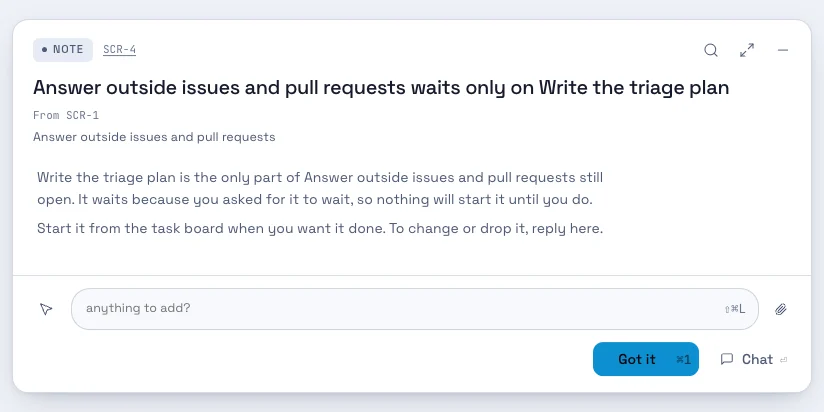 NOTE SCR-4
Answer outside issues and pull requests waits only on Write the triage plan
From SCR-1
Answer outside issues and pull requests
Write the triage plan is the only part of Answer outside issues and pull requests still
open. It waits because you asked for it to wait, so nothing will start it until you do.
Start it from the task board when you want it done. To change or drop it, reply here.
anything to add? ⇧⌘L
Got it ⌘1 Chat ⏎